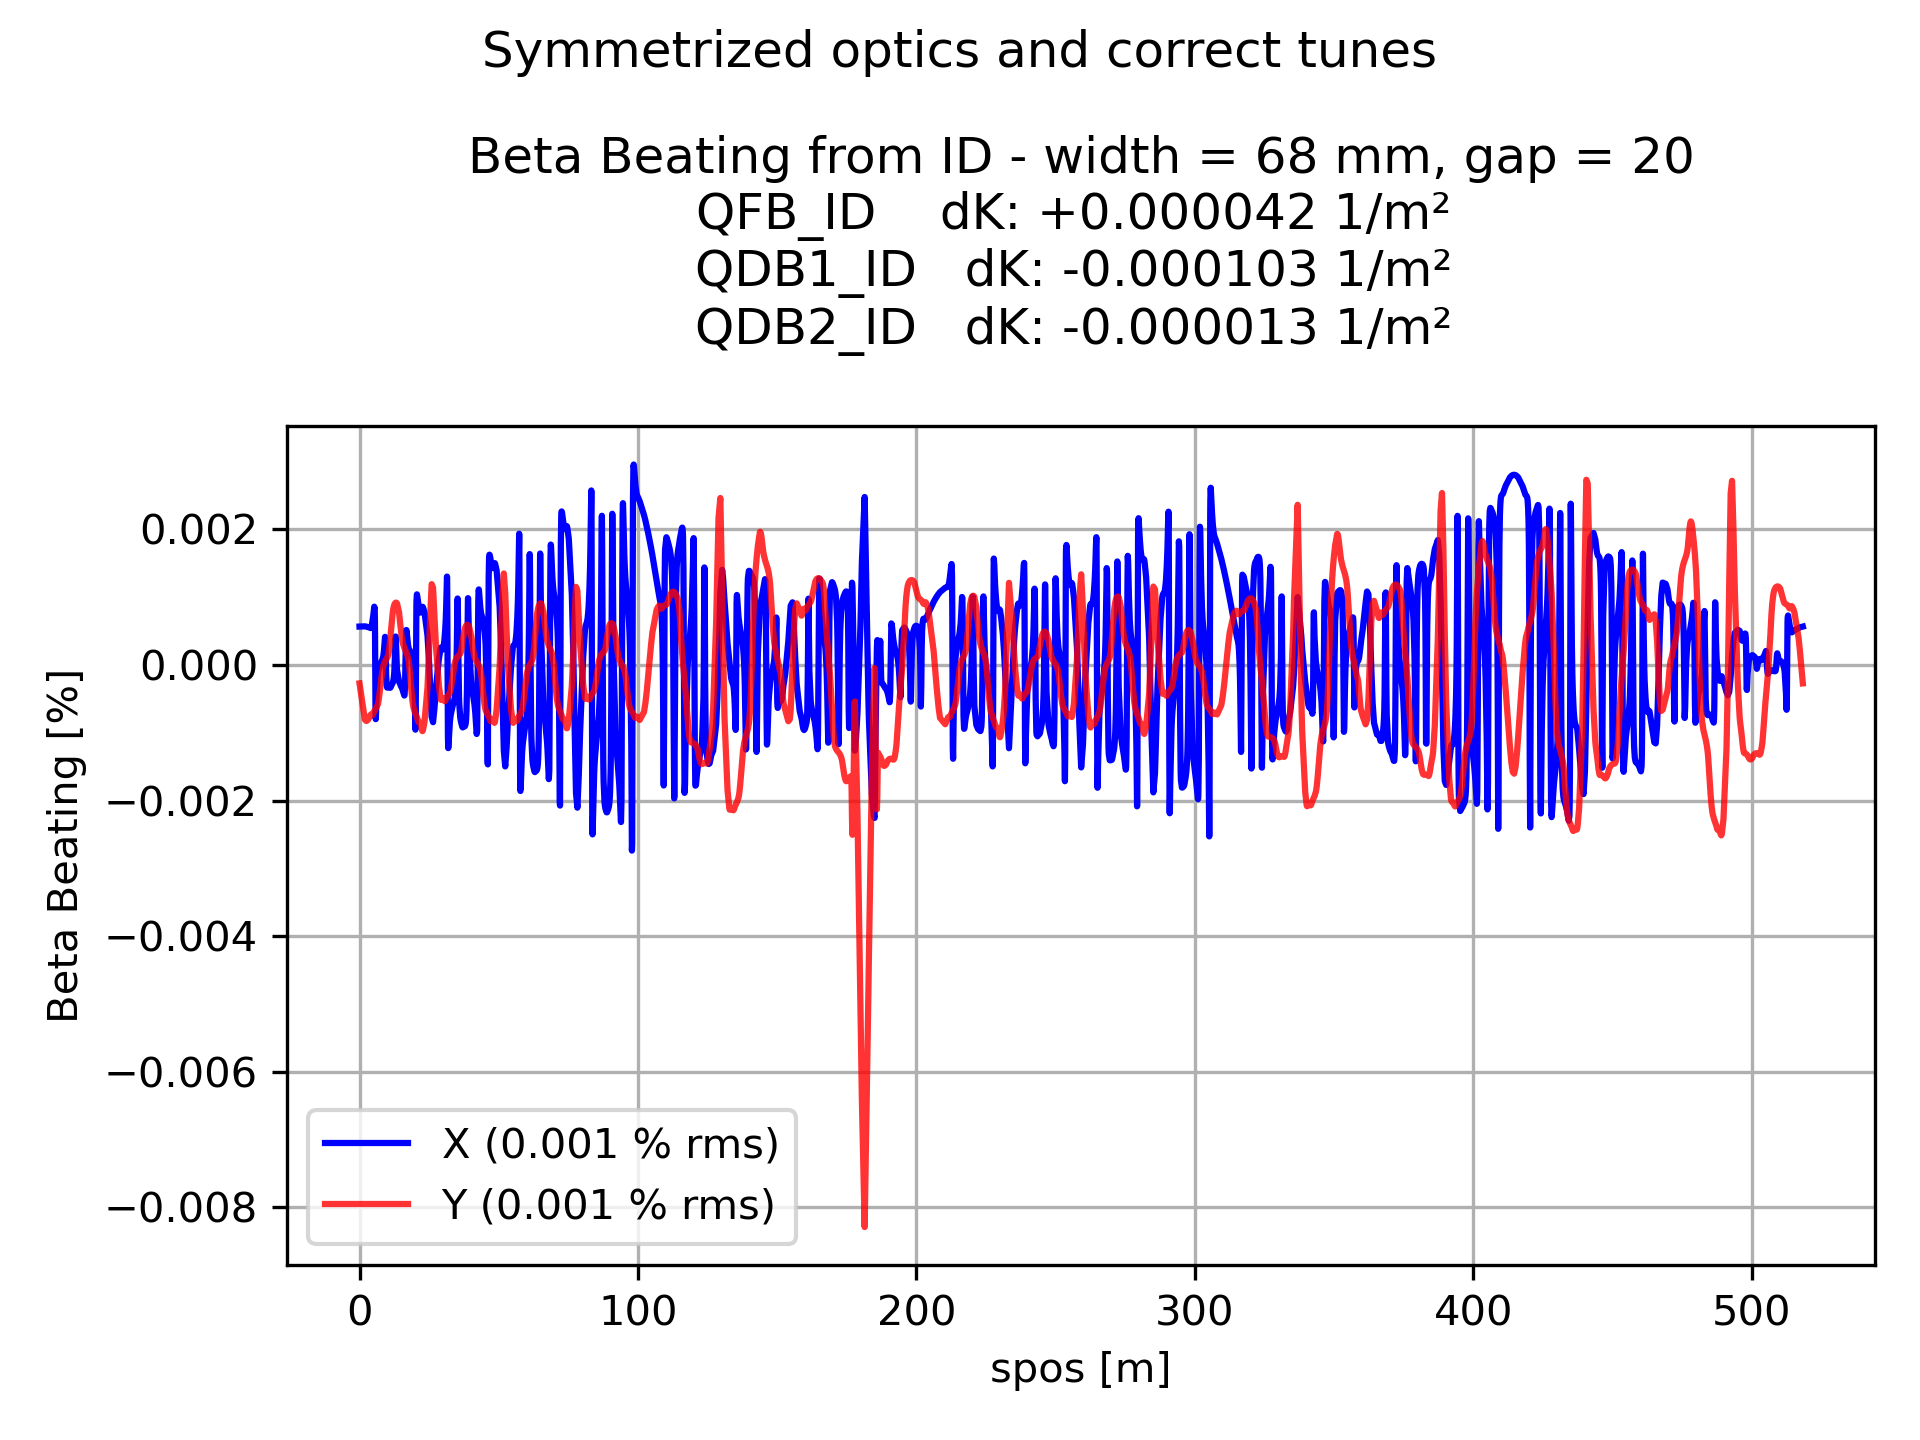 Symmetrized optics and correct tunes
Beta Beating from ID - width = 68 mm, gap = 20
QFB_ID dK: +0.000042 1/m²
QDB1_ID dK: -0.000103 1/m²
QDB2_ID dK: -0.000013 1/m²
Beta Beating [%]
0.002
0.000
−0.002
−0.004
−0.006
−0.008
X (0.001 % rms)
Y (0.001 % rms)
0 100 200 300 400 500
spos [m]